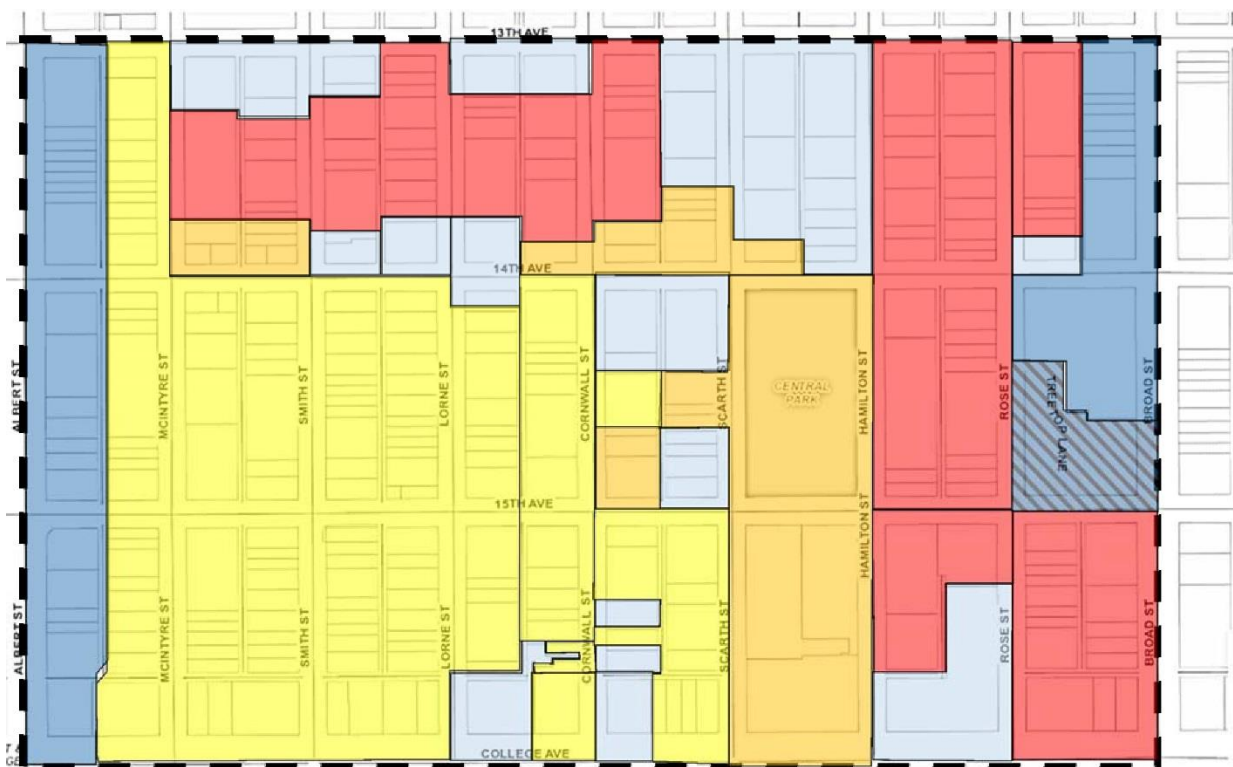 13TH AVE
14TH AVE
ALBERT ST
MCINTYRE ST
SMITH ST
LORNE ST
CORNWALL ST
SCARTH ST
CENTRAL
PARK
HAMILTON ST
ROSE ST
TREETOP LANE
BROAD ST
15TH AVE
ALBERT ST
MCINTYRE ST
SMITH ST
LORNE ST
CORNWALL ST
SCARTH ST
HAMILTON ST
ROSE ST
BROAD ST
COLLEGE AVE